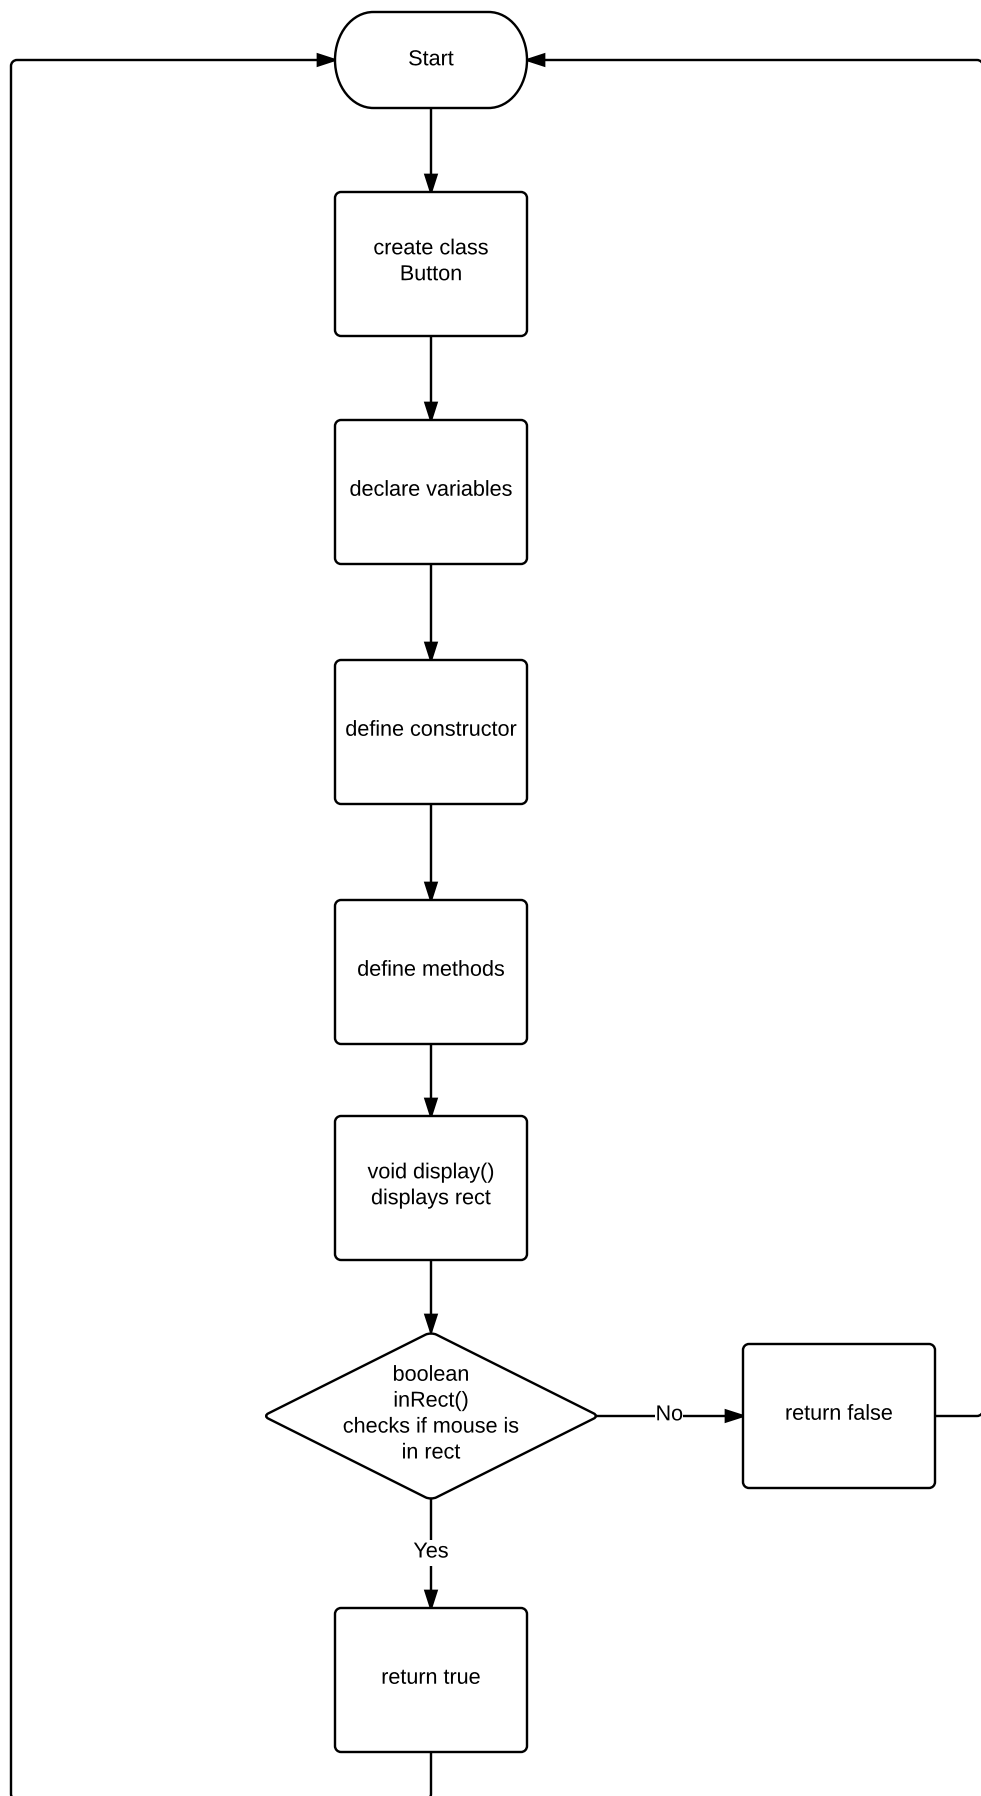 Start
create class
Button
declare variables
define constructor
define methods
void display()
displays rect
boolean
inRect()
checks if mouse is
in rect
No
return false
Yes
return true